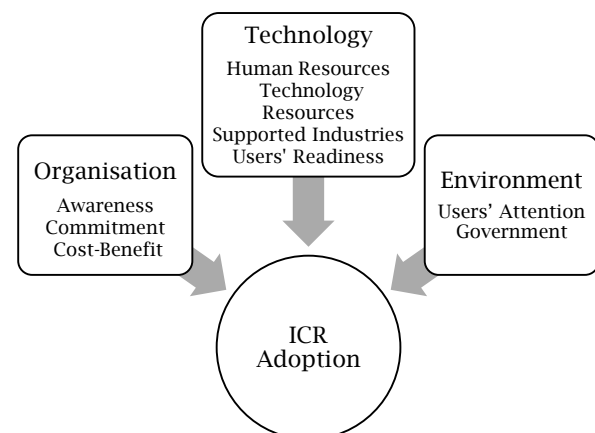 Technology
Human Resources
Technology
Resources
Supported Industries
Users' Readiness
Organisation
Awareness
Commitment
Cost-Benefit
Environment
Users’ Attention
Government
ICR
Adoption